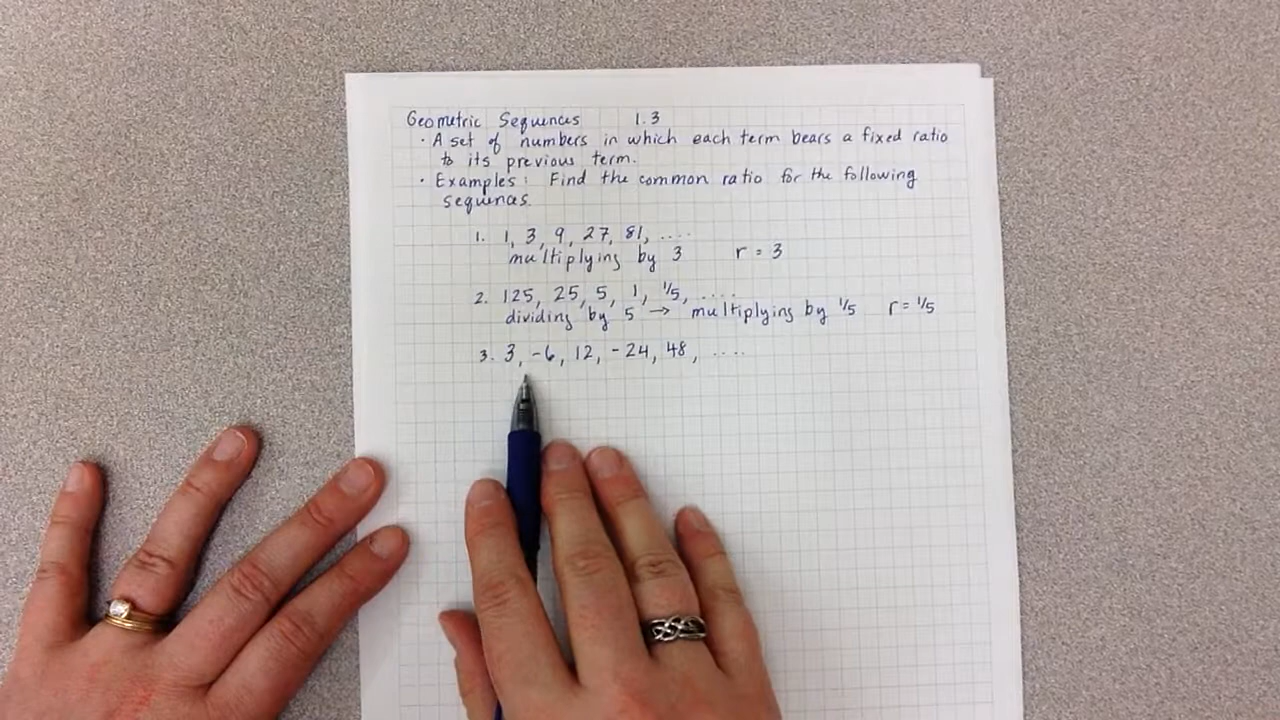 Geometric Sequences 1.3
· A set of numbers in which each term bears a fixed ratio
to its previous term.
· Examples: Find the common ratio for the following
sequences.
1. 1, 3, 9, 27, 81, ....
multiplying by 3 r = 3
2. 125, 25, 5, 1, 1/5, ....
dividing by 5 → multiplying by 1/5 r = 1/5
3. 3, -6, 12, -24, 48, ....